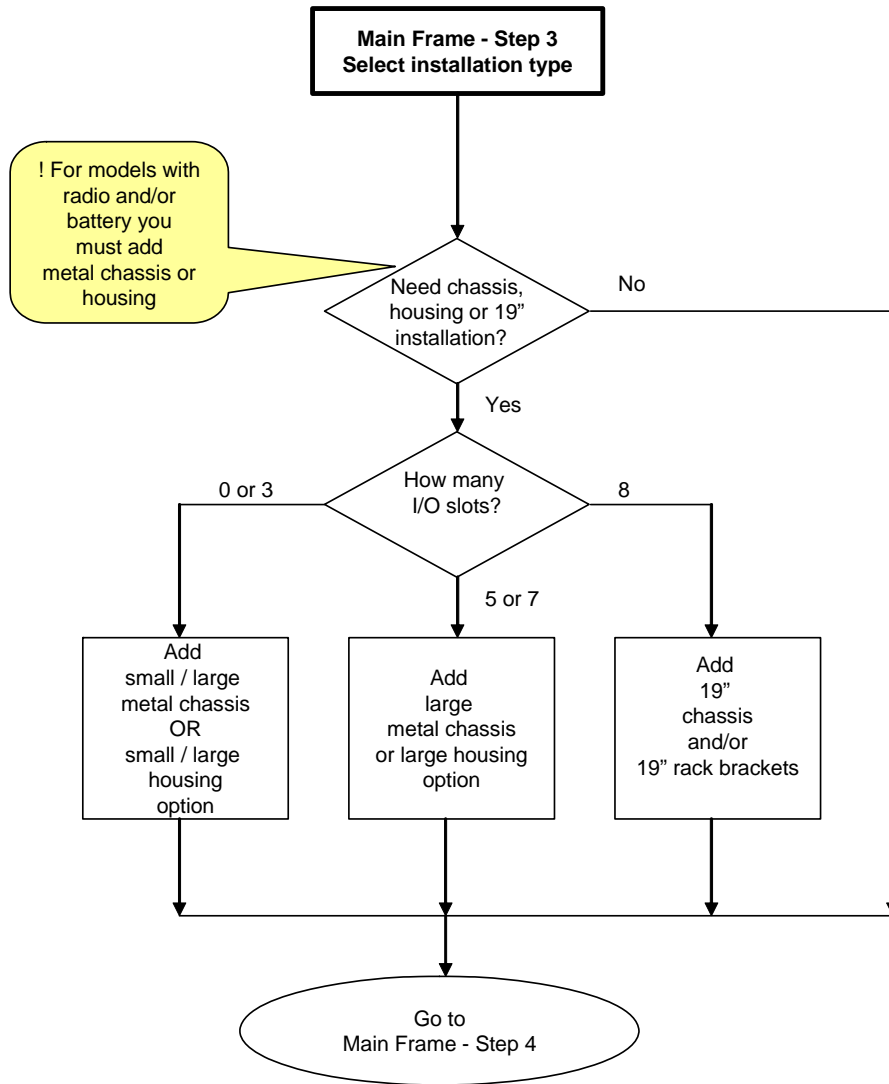 Main Frame - Step 3
Select installation type
! For models with
radio and/or
battery you
must add
metal chassis or
housing
Need chassis,
housing or 19”
installation?
No
Yes
How many
I/O slots?
0 or 3
8
5 or 7
Add
small / large
metal chassis
OR
small / large
housing
option
Add
large
metal chassis
or large housing
option
Add
19”
chassis
and/or
19” rack brackets
Go to
Main Frame - Step 4